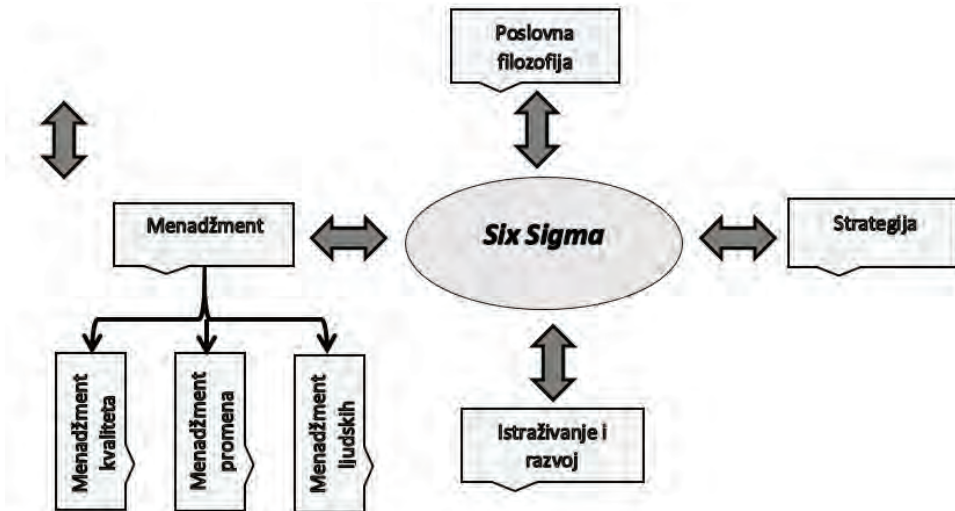 Poslovna
filozofija
Menadžment
Six Sigma
Strategija
Menadžment
kvaliteta
Menadžment
promena
Menadžment
ljudskih
Istraživanje i
razvoj